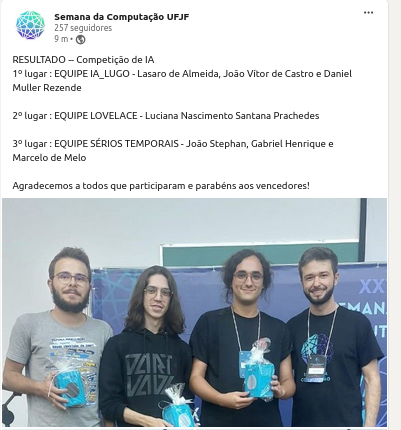 Semana da Computação UFJF
257 seguidores
9 m •
RESULTADO -- Competição de IA
1º lugar : EQUIPE IA_LUGO - Lasaro de Almeida, João Vítor de Castro e Daniel
Muller Rezende
2º lugar : EQUIPE LOVELACE - Luciana Nascimento Santana Prachedes
3º lugar : EQUIPE SÉRIOS TEMPORAIS - João Stephan, Gabriel Henrique e
Marcelo de Melo
Agradecemos a todos que participaram e parabéns aos vencedores!
XX
SEMANA